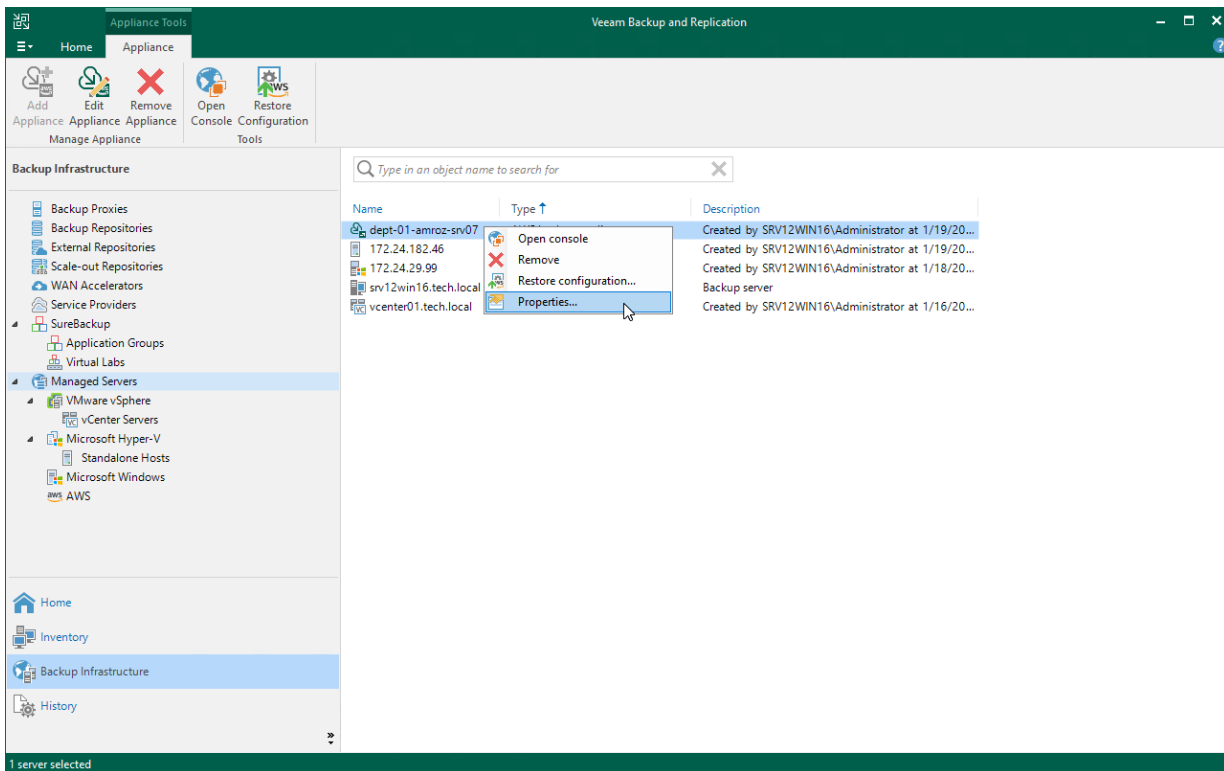 Appliance Tools
Veeam Backup and Replication
Home
Appliance
Add Appliance
Edit Appliance
Remove Appliance
Open Console
Restore Configuration
Manage Appliance
Tools
Backup Infrastructure
Backup Proxies
Backup Repositories
External Repositories
Scale-out Repositories
WAN Accelerators
Service Providers
SureBackup
Application Groups
Virtual Labs
Managed Servers
VMware vSphere
vCenter Servers
Microsoft Hyper-V
Standalone Hosts
Microsoft Windows
aws AWS
Home
Inventory
Backup Infrastructure
History
Type in an object name to search for
Name Type Description
dept-01-amroz-srv07 Created by SRV12WIN16\Administrator at 1/19/20...
172.24.182.46 Created by SRV12WIN16\Administrator at 1/19/20...
172.24.29.99 Created by SRV12WIN16\Administrator at 1/18/20...
srv12win16.tech.local Backup server
vcenter01.tech.local Created by SRV12WIN16\Administrator at 1/16/20...
Open console
Remove
Restore configuration...
Properties...
1 server selected